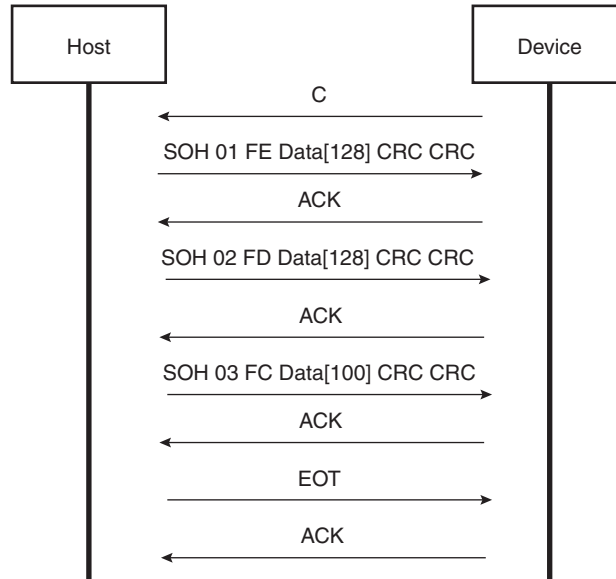 Host
Device
C
SOH 01 FE Data[128] CRC CRC
ACK
SOH 02 FD Data[128] CRC CRC
ACK
SOH 03 FC Data[100] CRC CRC
ACK
EOT
ACK